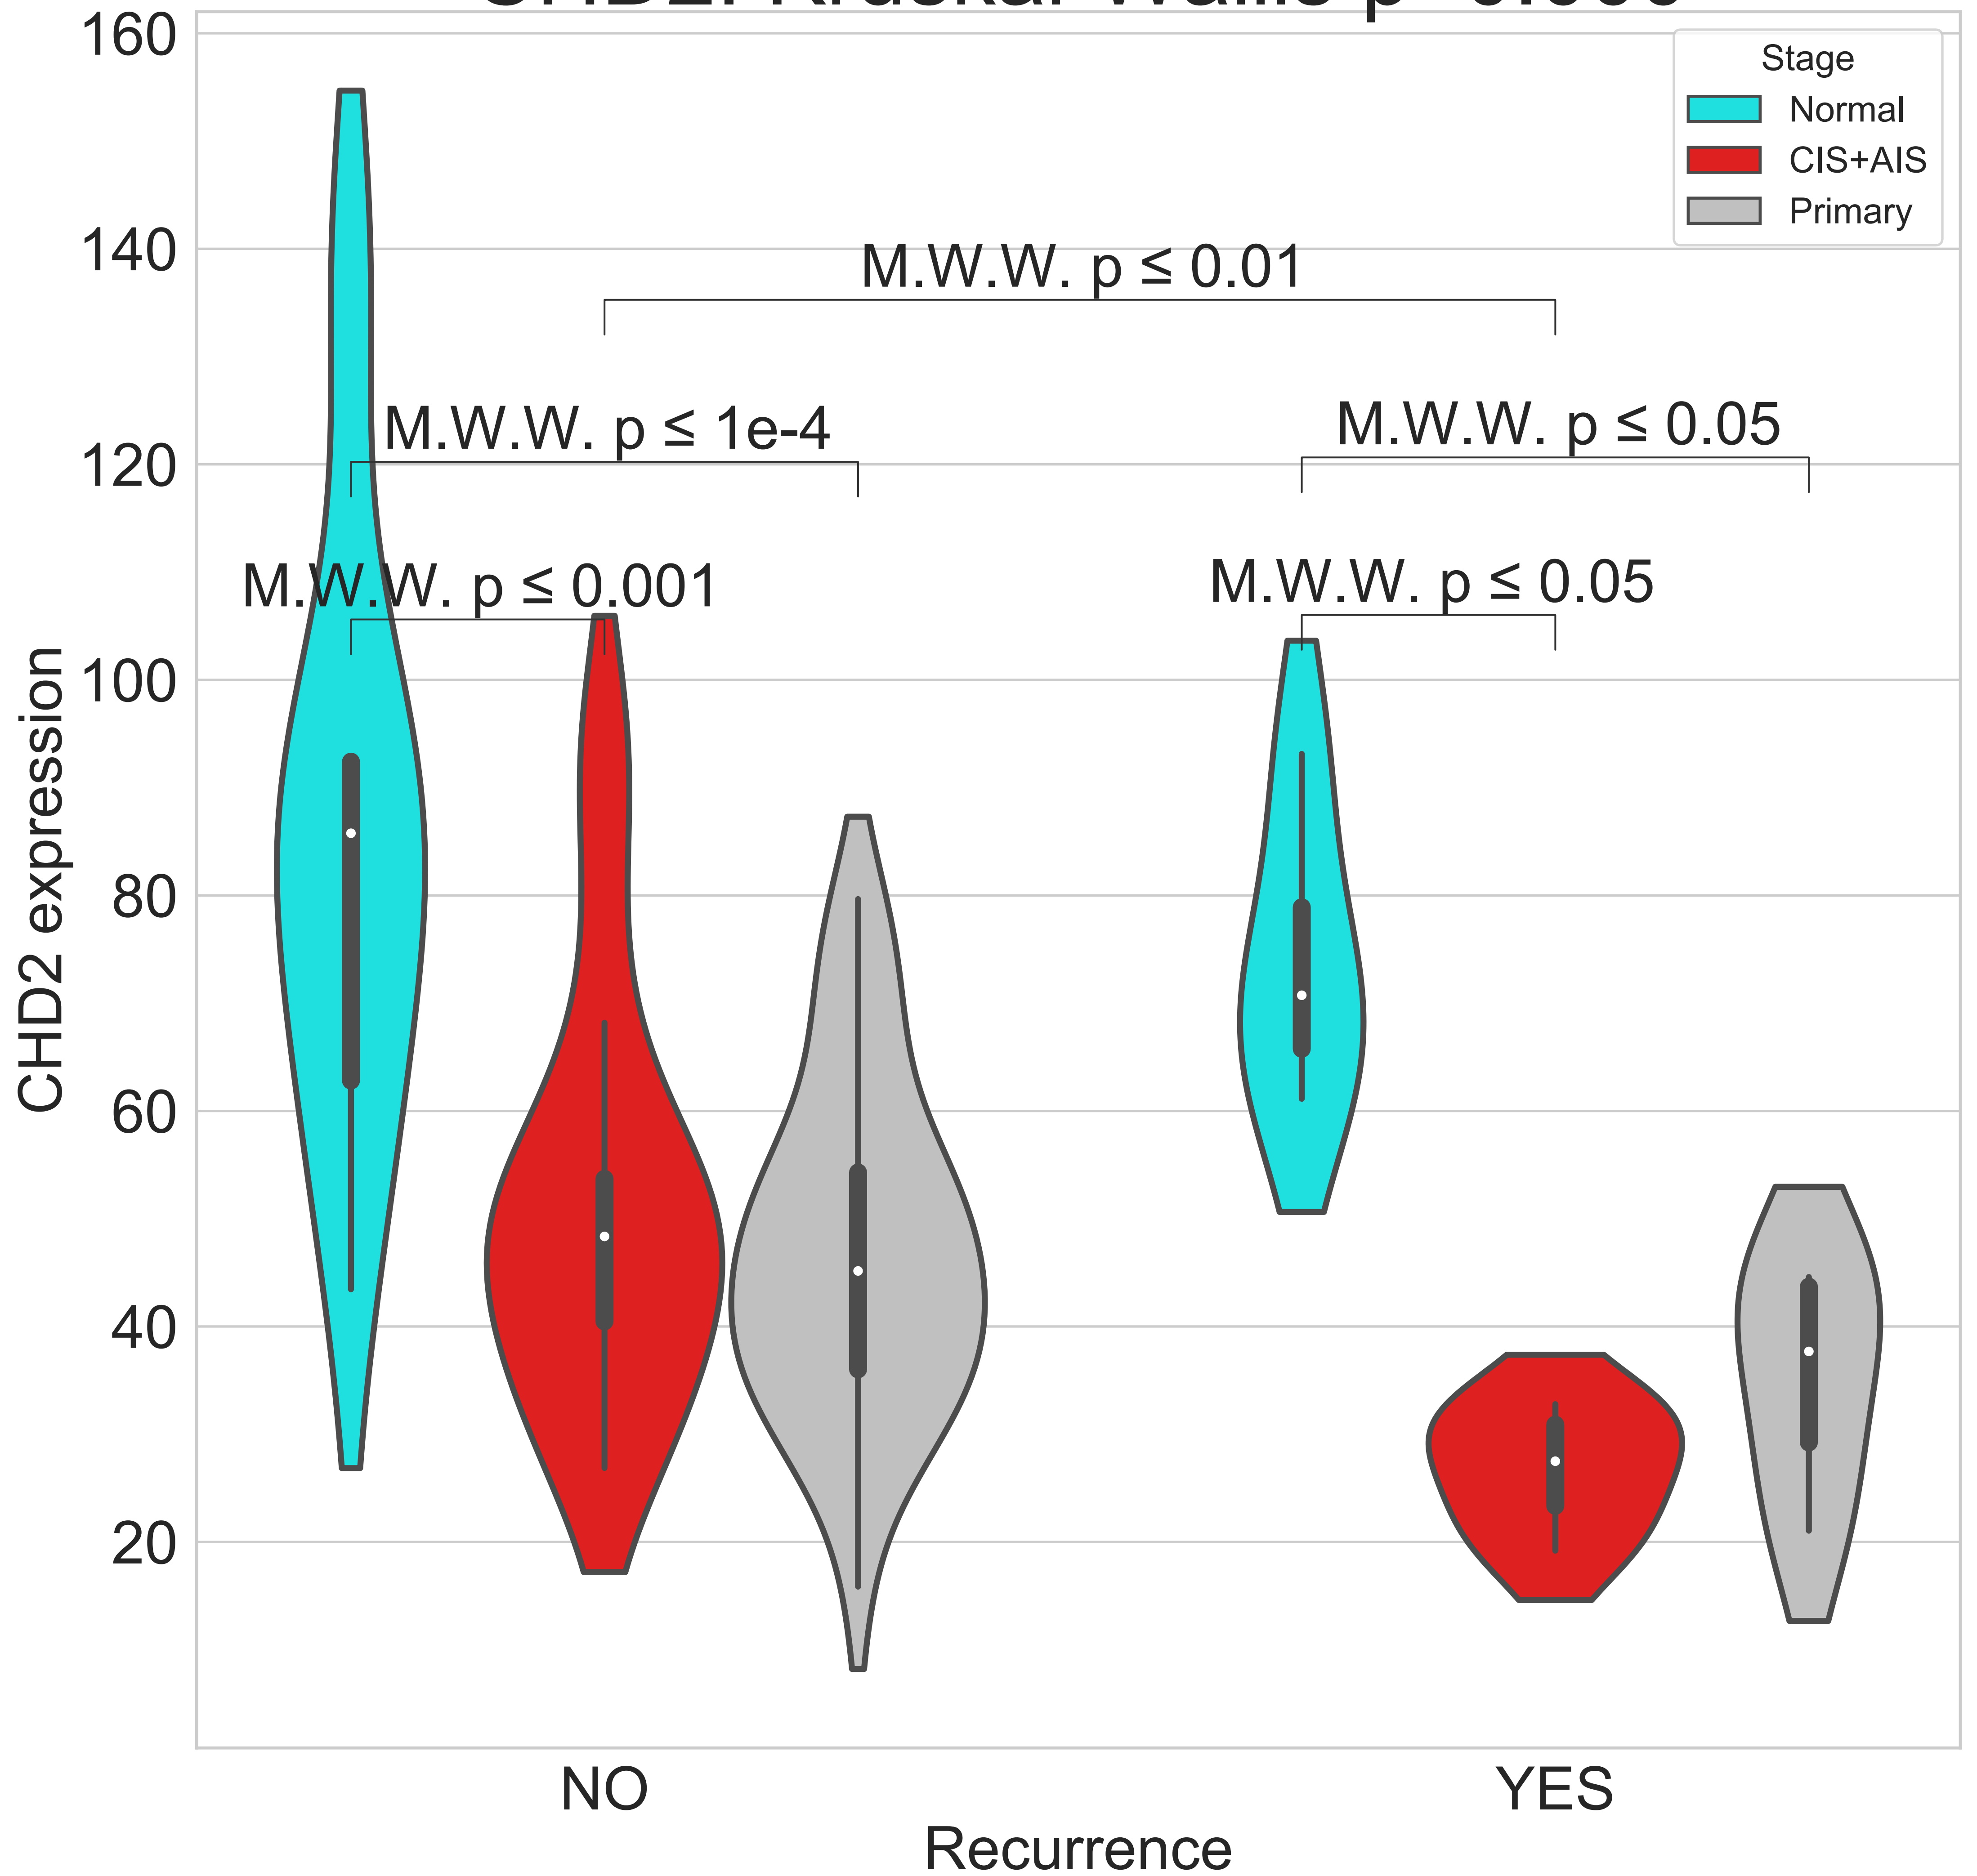 160
140
120
100
80
60
40
20
CHD2 expression
Stage
Normal
CIS+AIS
Primary
M.W.W. p ≤ 0.01
M.W.W. p ≤ 1e-4
M.W.W. p ≤ 0.05
M.W.W. p ≤ 0.001
M.W.W. p ≤ 0.05
NO
YES
Recurrence